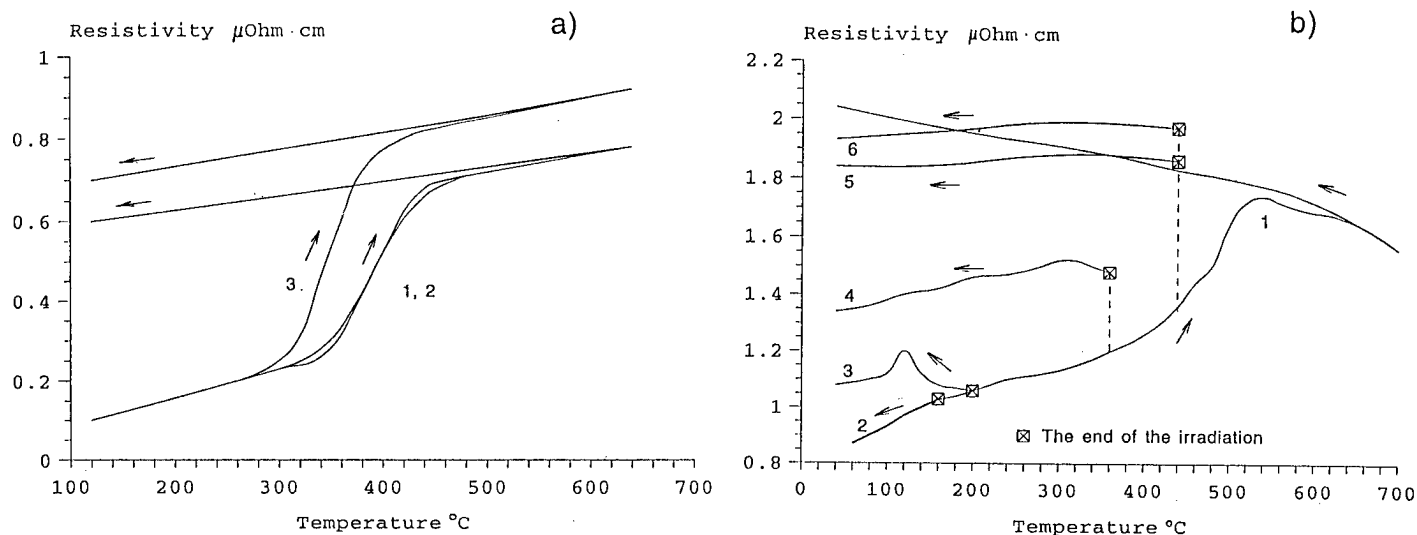 Resistivity µOhm·cm
a)
1
0.8
0.6
0.4
0.2
0
3.
1, 2
100 200 300 400 500 600 700
Temperature °C
Resistivity µOhm·cm
b)
2.2
2
1.8
1.6
1.4
1.2
1
0.8
6
5
1
4
3
2
The end of the irradiation
0 100 200 300 400 500 600 700
Temperature °C